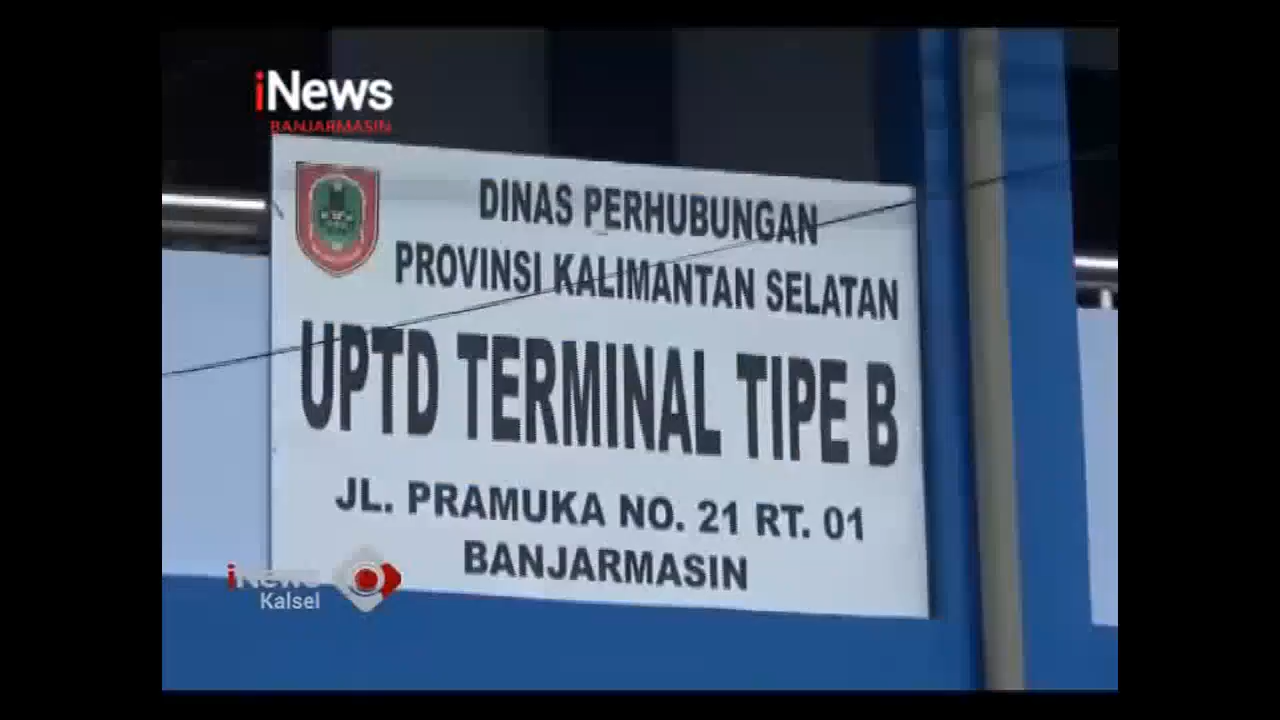 iNews
BANJARMASIN
DINAS PERHUBUNGAN
PROVINSI KALIMANTAN SELATAN
UPTD TERMINAL TIPE B
JL. PRAMUKA NO. 21 RT. 01
BANJARMASIN
iNews
Kalsel